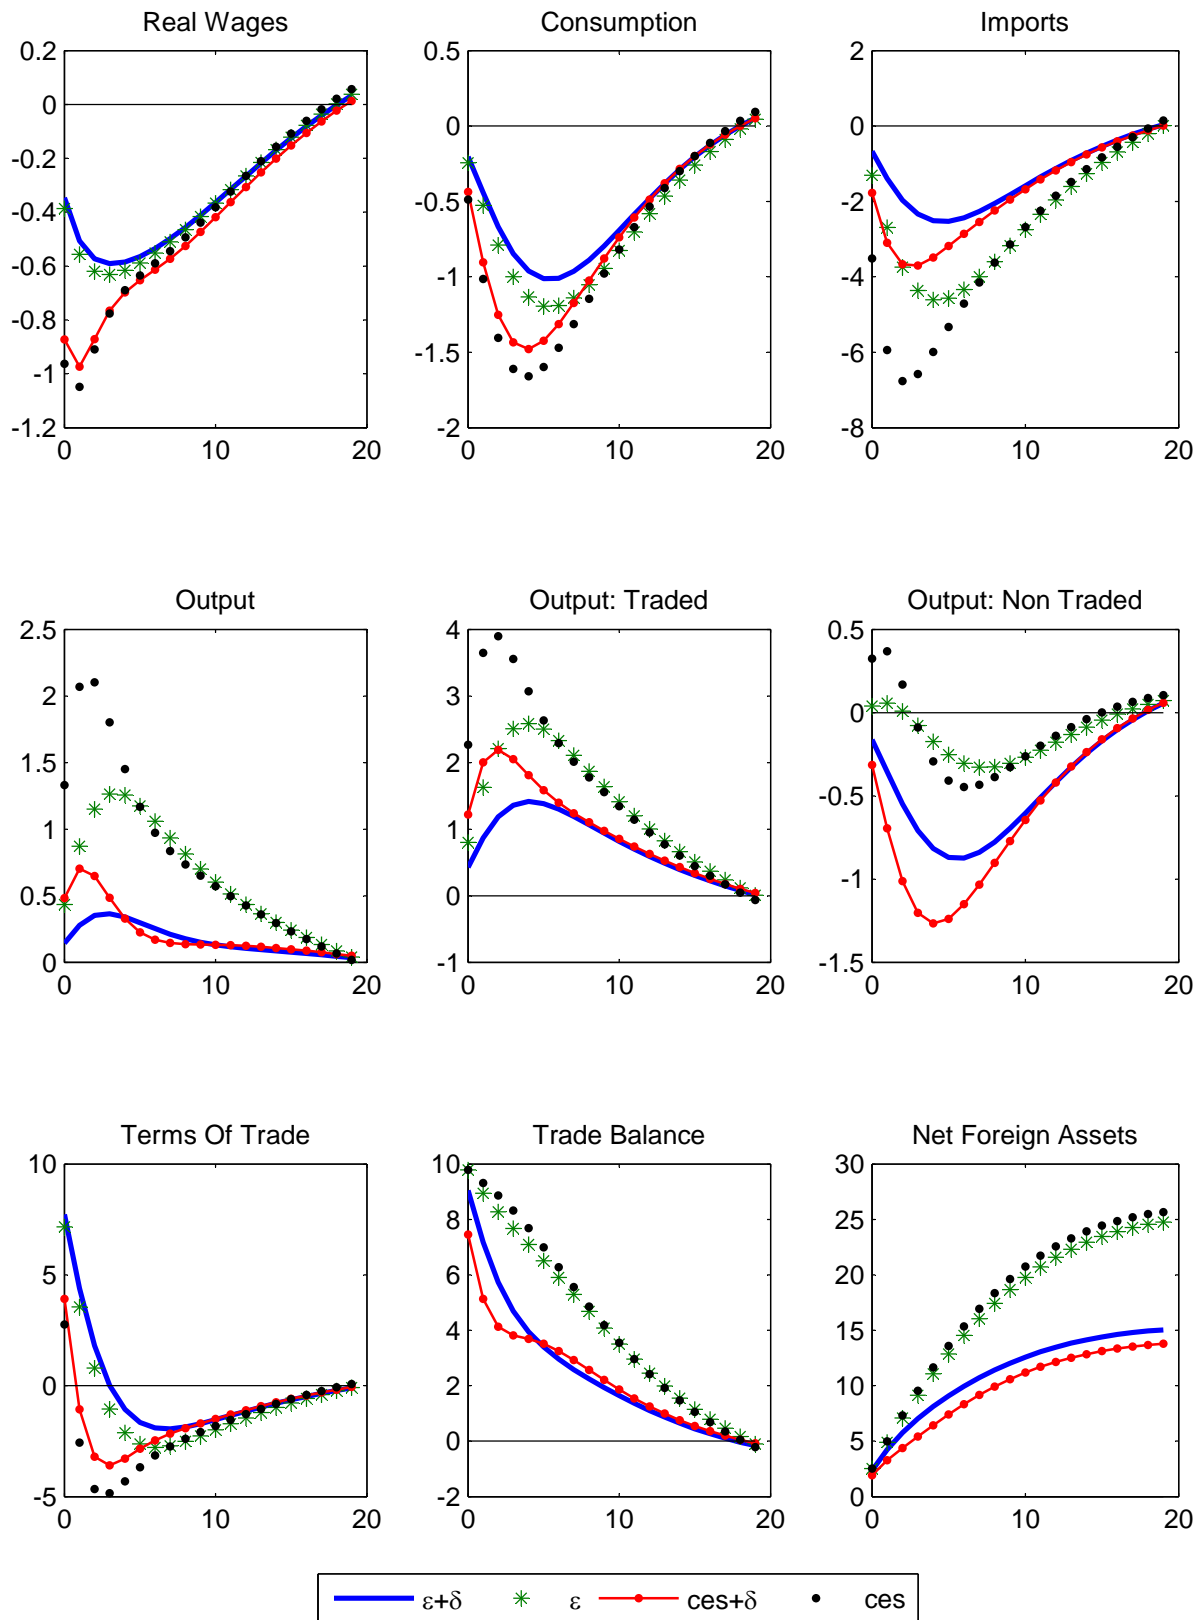 Real Wages Consumption Imports
0.2 0.5 2
0 0 0
-0.2 -0.5 -2
-0.4 -1 -4
-0.6 -1.5 -6
-0.8 -2 -8
-1
-1.2
0 10 20 0 10 20 0 10 20
Output Output: Traded Output: Non Traded
2.5 4 0.5
2 3 0
1.5 2 -0.5
1 1 -1
0.5 0 -1.5
0 -1
0 10 20 0 10 20 0 10 20
Terms Of Trade Trade Balance Net Foreign Assets
10 10 30
5 8 25
0 6 20
-5 4 15
2 10
0 5
-2 0
0 10 20 0 10 20 0 10 20
ε+δ ε ces+δ ces